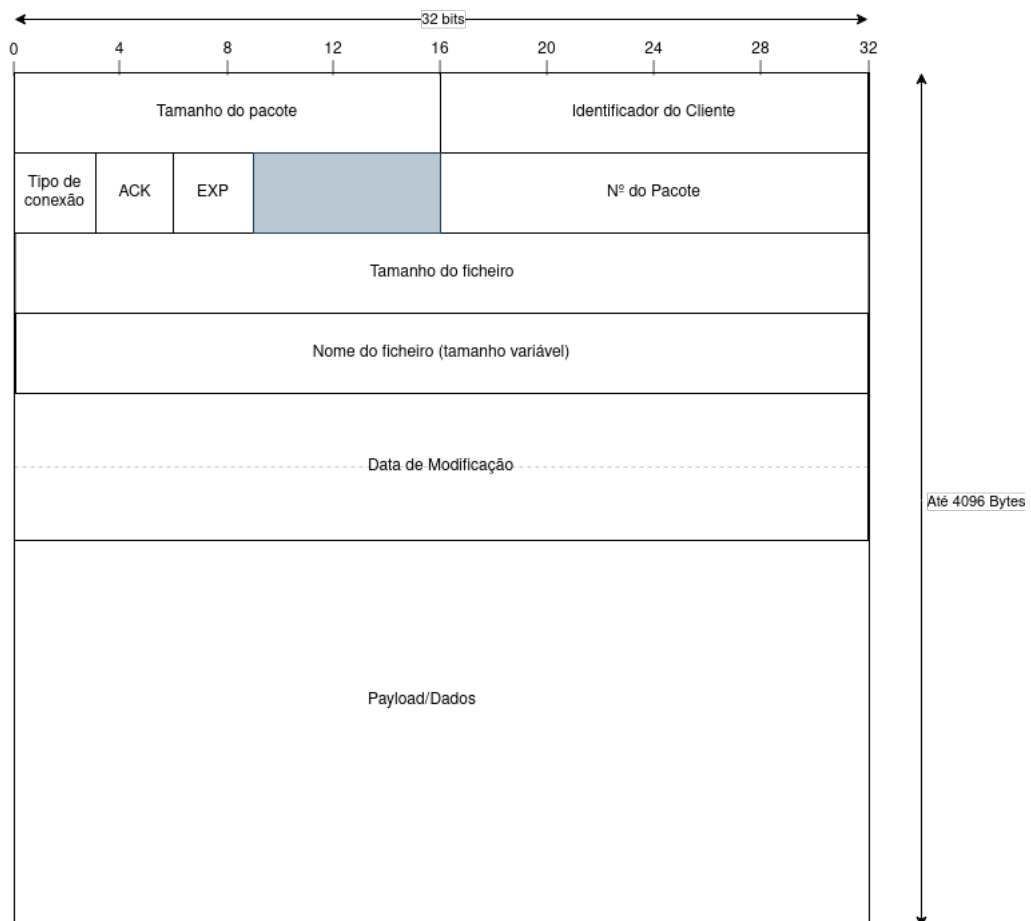 32 bits
0 4 8 12 16 20 24 28 32
Tamanho do pacote
Identificador do Cliente
Tipo de
conexão
ACK
EXP
Nº do Pacote
Tamanho do ficheiro
Nome do ficheiro (tamanho variável)
Data de Modificação
Até 4096 Bytes
Payload/Dados